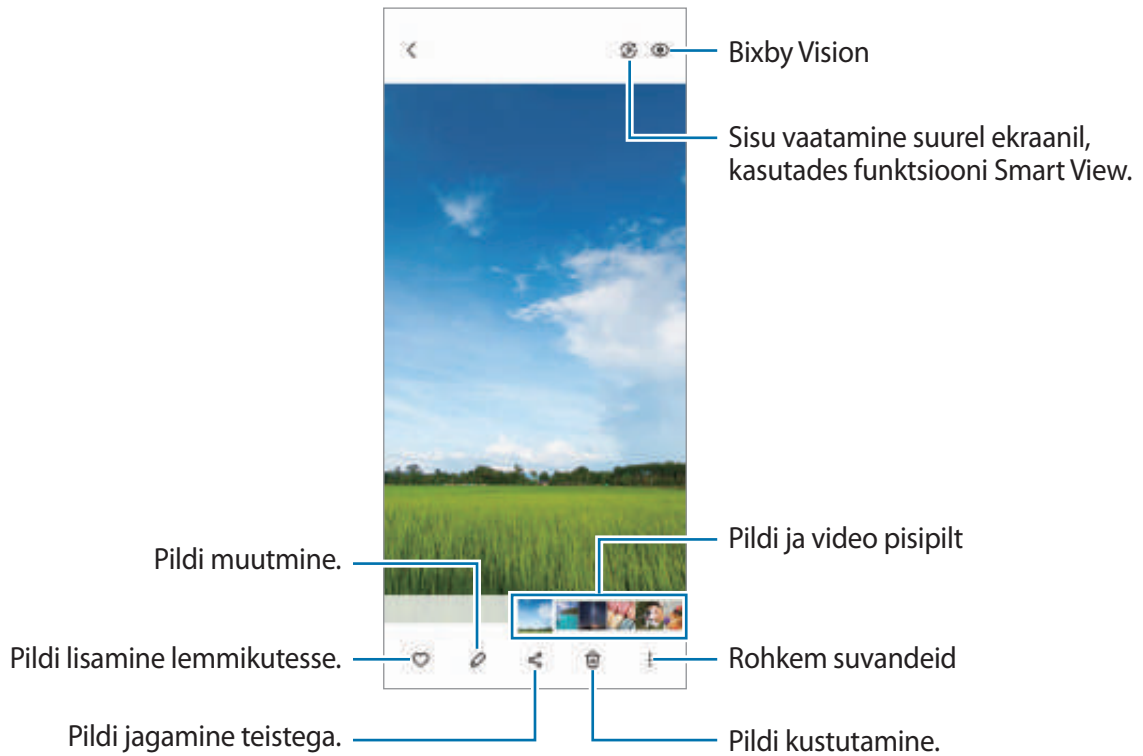 Bixby Vision
Sisu vaatamine suurel ekraanil,
kasutades funktsiooni Smart View.
Pildi ja video pisipilt
Pildi muutmine.
Pildi lisamine lemmikutesse.
Rohkem suvandeid
Pildi jagamine teistega.
Pildi kustutamine.